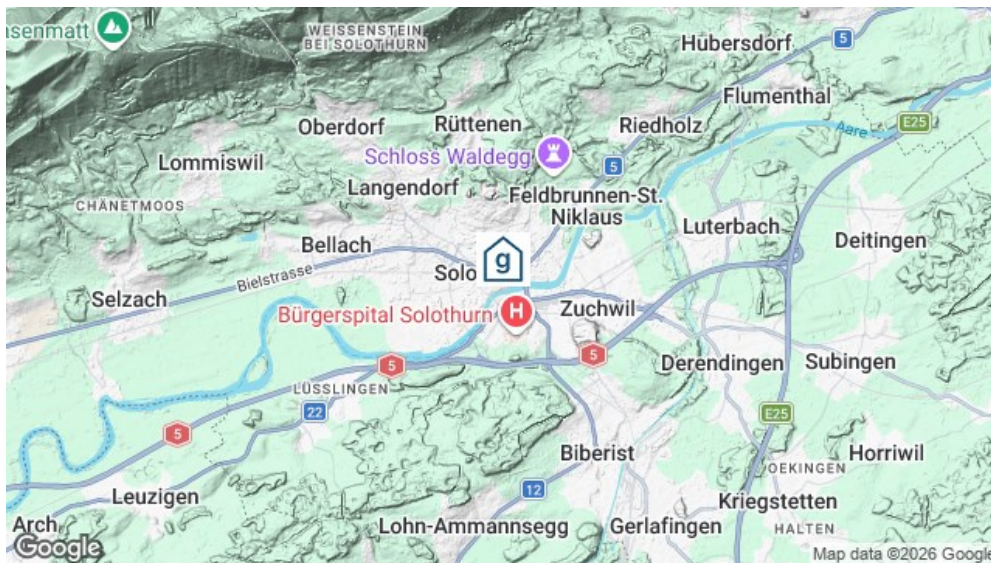 asenmatt
WEISSENSTEIN
BEI SOLOTHURN
Hubersdorf
5
Flumenthal
E25
Aare
Oberdorf
Rüttenen
Riedholz
Lommiswil
Schloss Waldegg
5
Langendorf
Feldbrunnen-St.
Niklaus
CHÄNETMOOS
Luterbach
Deitingen
Bellach
g
Solo
Bielstrasse
Selzach
Bürgerspital Solothurn
H
Zuchwil
5
5
Derendingen
Subingen
LÜSSLINGEN
22
E25
5
Biberist
Horriwil
OEKINGEN
Leuzigen
12
Kriegstetten
Arch
Lohn-Ammannsegg
Gerlafingen
HALTEN
Google
Map data ©2026 Google